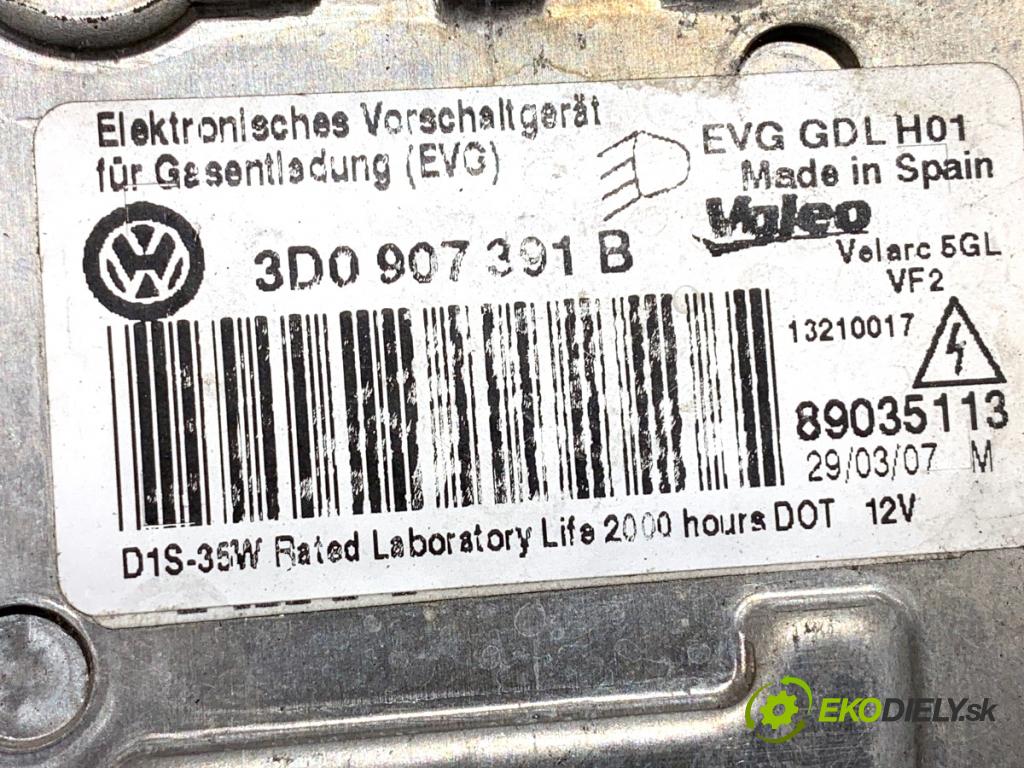 Elektronisches Vorschaltgerät
für Gasentladung (EVG)
EVG GDL H01
Made in Spain
Valeo
3D0 907 391 B
Velarc 5GL
VF2
13210017
89035113
29/03/07 M
D1S-35W Rated Laboratory Life 2000 hours DOT 12V
EKODIELY.sk